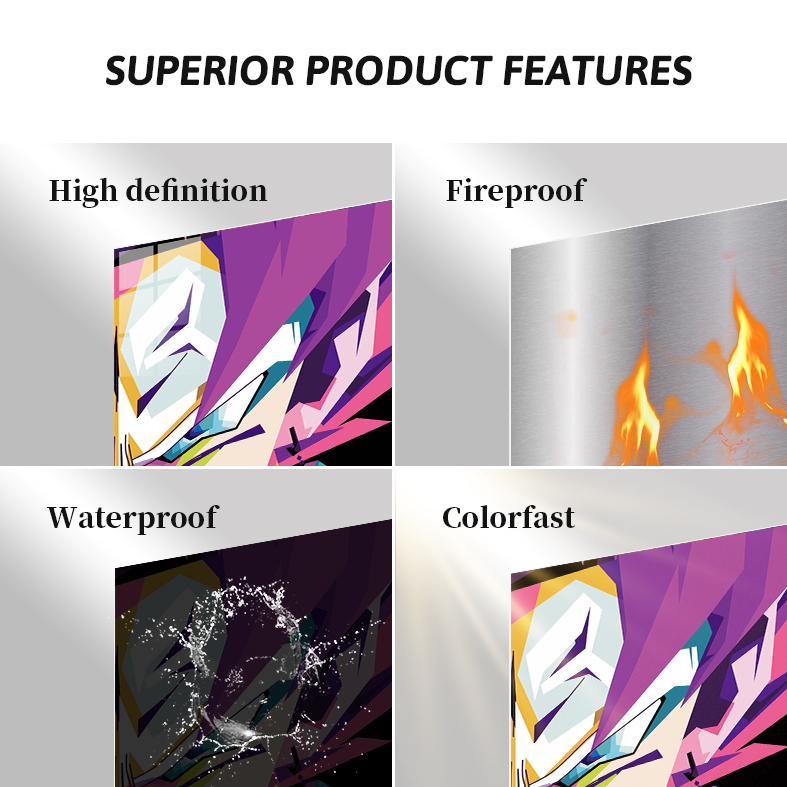 SUPERIOR PRODUCT FEATURES
High definition
Fireproof
Waterproof
Colorfast